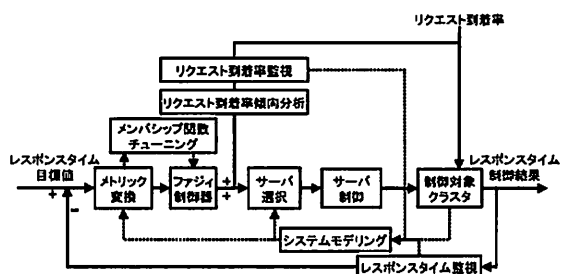 リクエスト到着率
リクエスト到着率監視
リクエスト到着率傾向分析
メンバシップ関数
チューニング
レスポンスタイム
目標値
+
−
メトリック
変換
ファジィ
制御器
+
+
サーバ
選択
サーバ
制御
制御対象
クラスタ
レスポンスタイム
制御結果
システムモデリング
レスポンスタイム監視